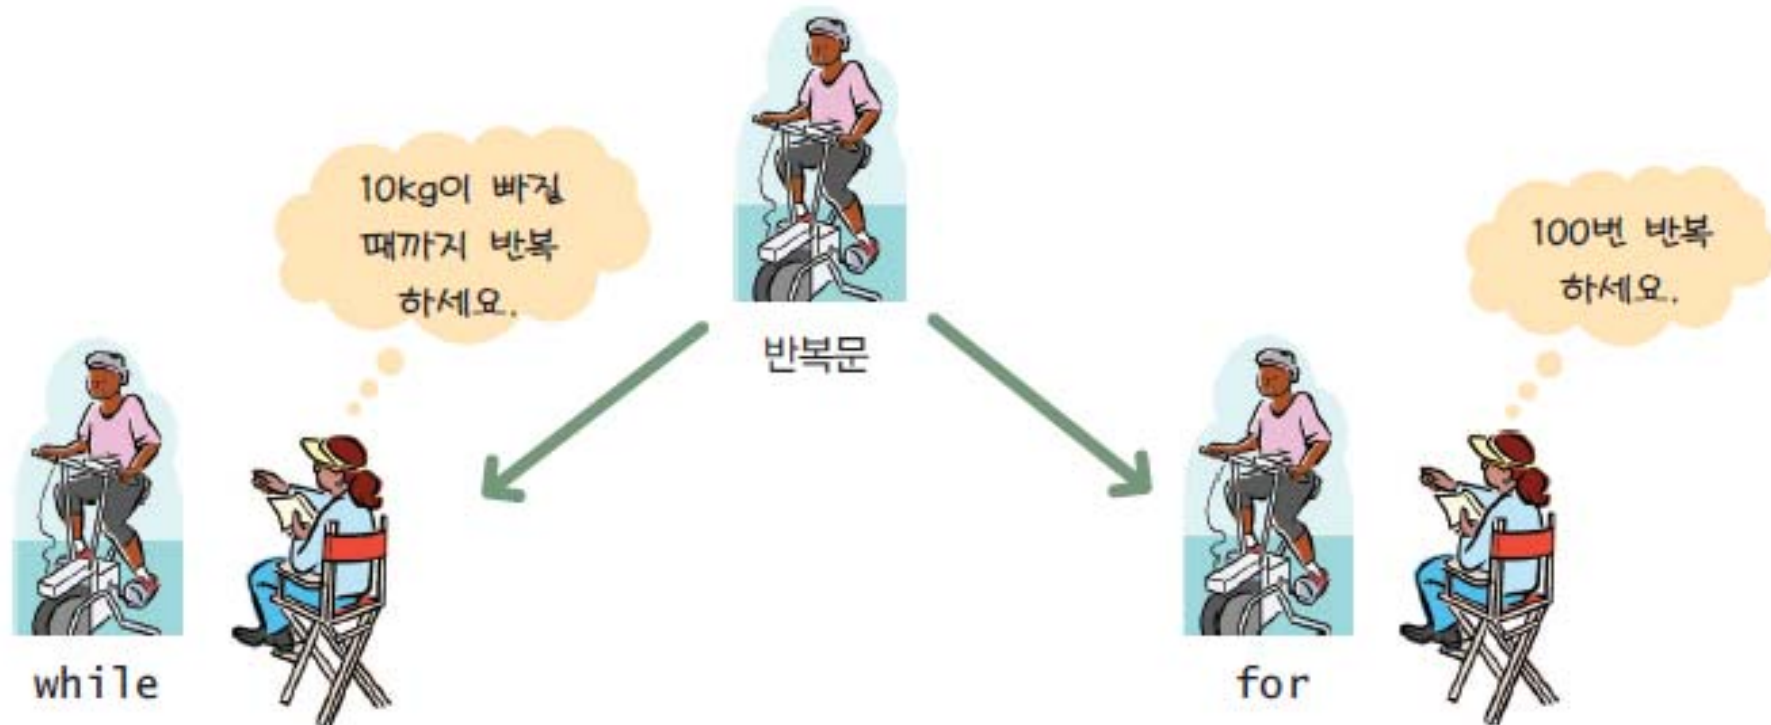 10kg이 빠질
때까지 반복
하세요.
반복문
100번 반복
하세요.
while
for